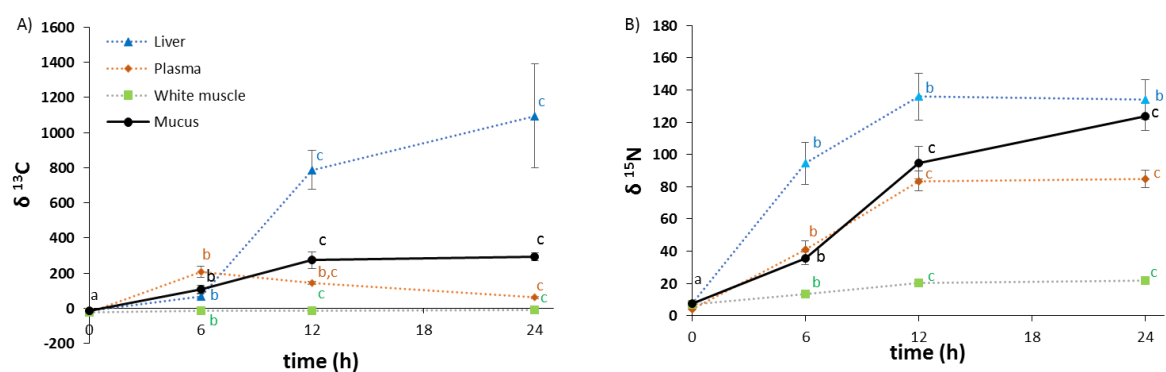 A)
δ ¹³C
1600
1400
1200
1000
800
600
400
200
0
-200
Liver
Plasma
White muscle
Mucus
a
b
b
b
b
c
c
b,c
c
c
c
c
c
0
6
12
18
24
time (h)
B)
δ ¹⁵N
180
160
140
120
100
80
60
40
20
0
a
b
b
b
b
b
c
c
c
b
c
c
c
0
6
12
18
24
time (h)